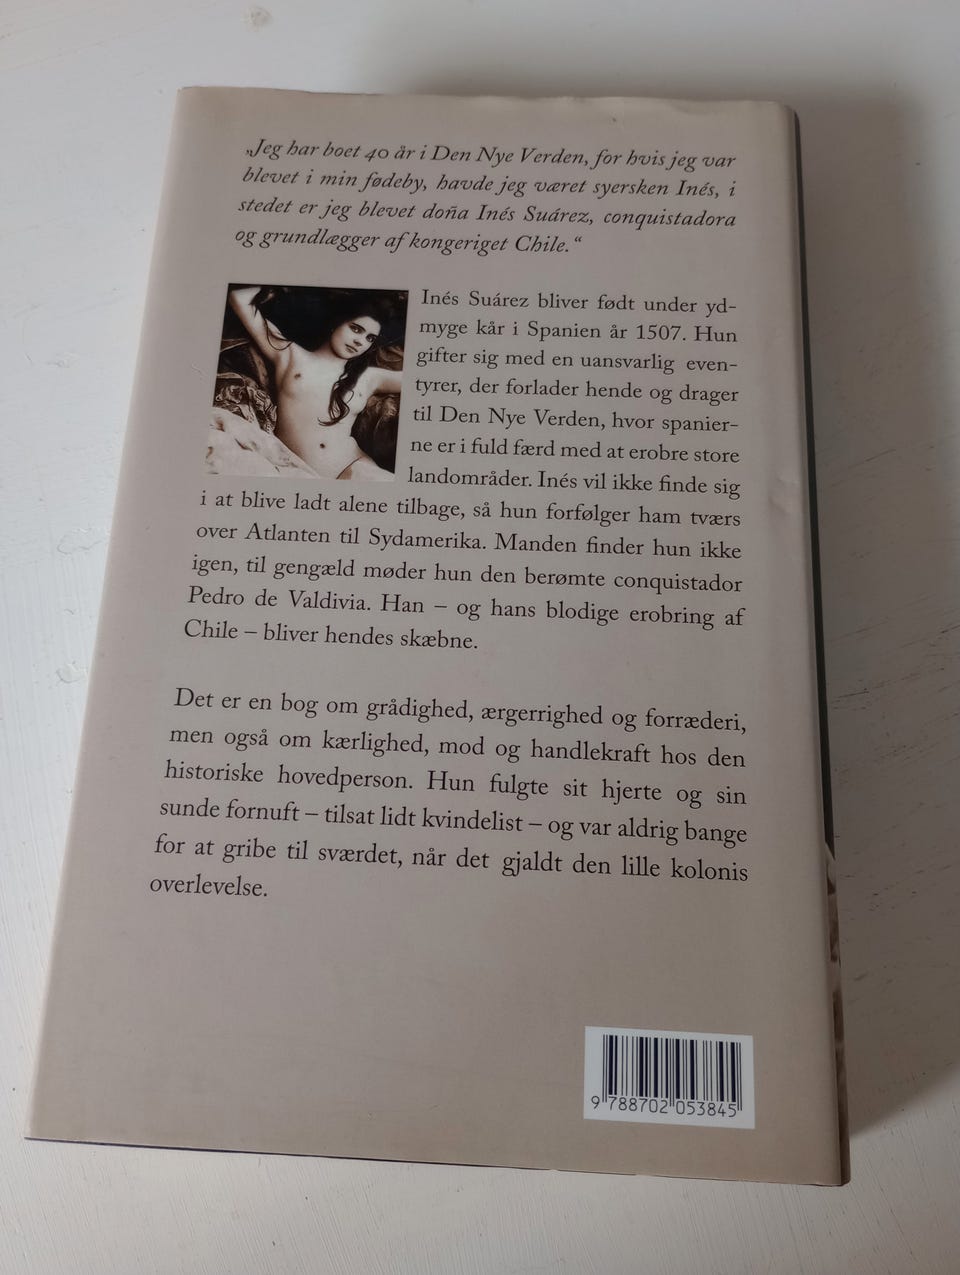 „Jeg har boet 40 år i Den Nye Verden, for hvis jeg var
blevet i min fødeby, havde jeg været syersken Inés, i
stedet er jeg blevet doña Inés Suárez, conquistadora
og grundlægger af kongeriget Chile.“
Inés Suárez bliver født under yd-
myge kår i Spanien år 1507. Hun
gifter sig med en uansvarlig even-
tyrer, der forlader hende og drager
til Den Nye Verden, hvor spanier-
ne er i fuld færd med at erobre store
landområder. Inés vil ikke finde sig
i at blive ladt alene tilbage, så hun forfølger ham tværs
over Atlanten til Sydamerika. Manden finder hun ikke
igen, til gengæld møder hun den berømte conquistador
Pedro de Valdivia. Han – og hans blodige erobring af
Chile – bliver hendes skæbne.
Det er en bog om grådighed, ærgerrighed og forræderi,
men også om kærlighed, mod og handlekraft hos den
historiske hovedperson. Hun fulgte sit hjerte og sin
sunde fornuft – tilsat lidt kvindelist – og var aldrig bange
for at gribe til sværdet, når det gjaldt den lille kolonis
overlevelse.
9 788702 053845